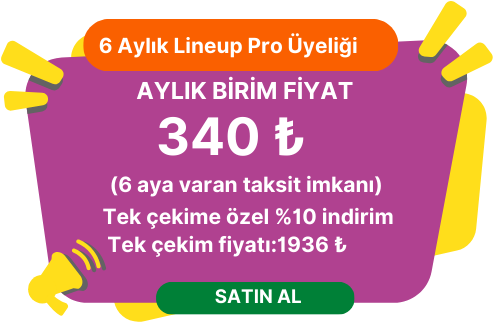 6 Aylık Lineup Pro Üyeliği
AYLIK BİRİM FİYAT
340 ₺
(6 aya varan taksit imkanı)
Tek çekime özel %10 indirim
Tek çekim fiyatı:1936 ₺
SATIN AL